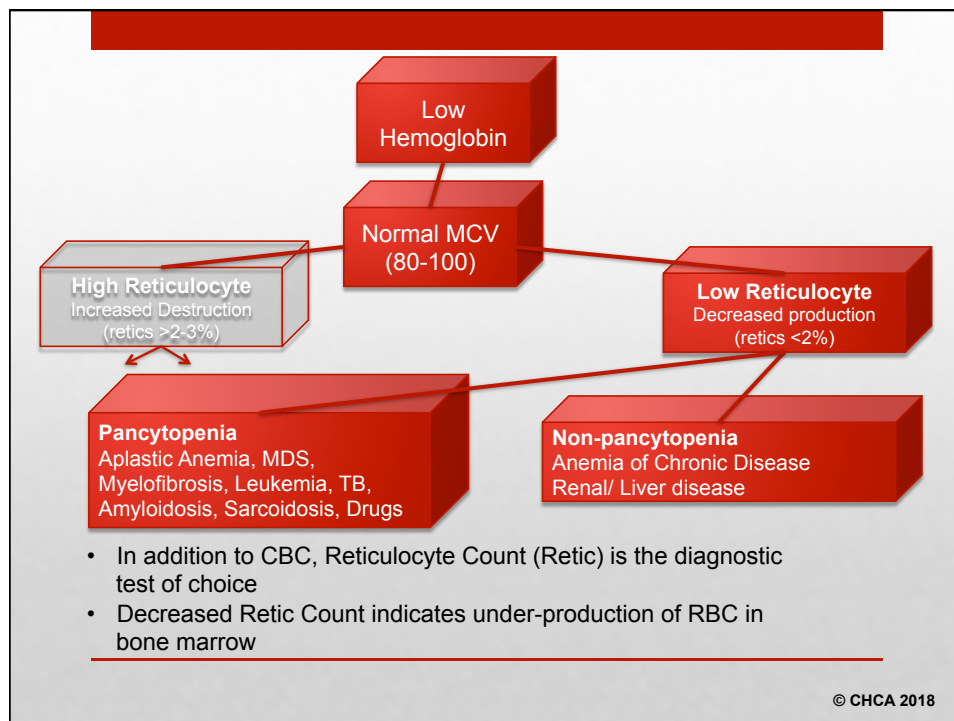 Low
Hemoglobin
Normal MCV
(80-100)
High Reticulocyte
Increased Destruction
(retics >2-3%)
Low Reticulocyte
Decreased production
(retics <2%)
Pancytopenia
Aplastic Anemia, MDS,
Myelofibrosis, Leukemia, TB,
Amyloidosis, Sarcoidosis, Drugs
Non-pancytopenia
Anemia of Chronic Disease
Renal/ Liver disease
• In addition to CBC, Reticulocyte Count (Retic) is the diagnostic
test of choice
• Decreased Retic Count indicates under-production of RBC in
bone marrow
© CHCA 2018